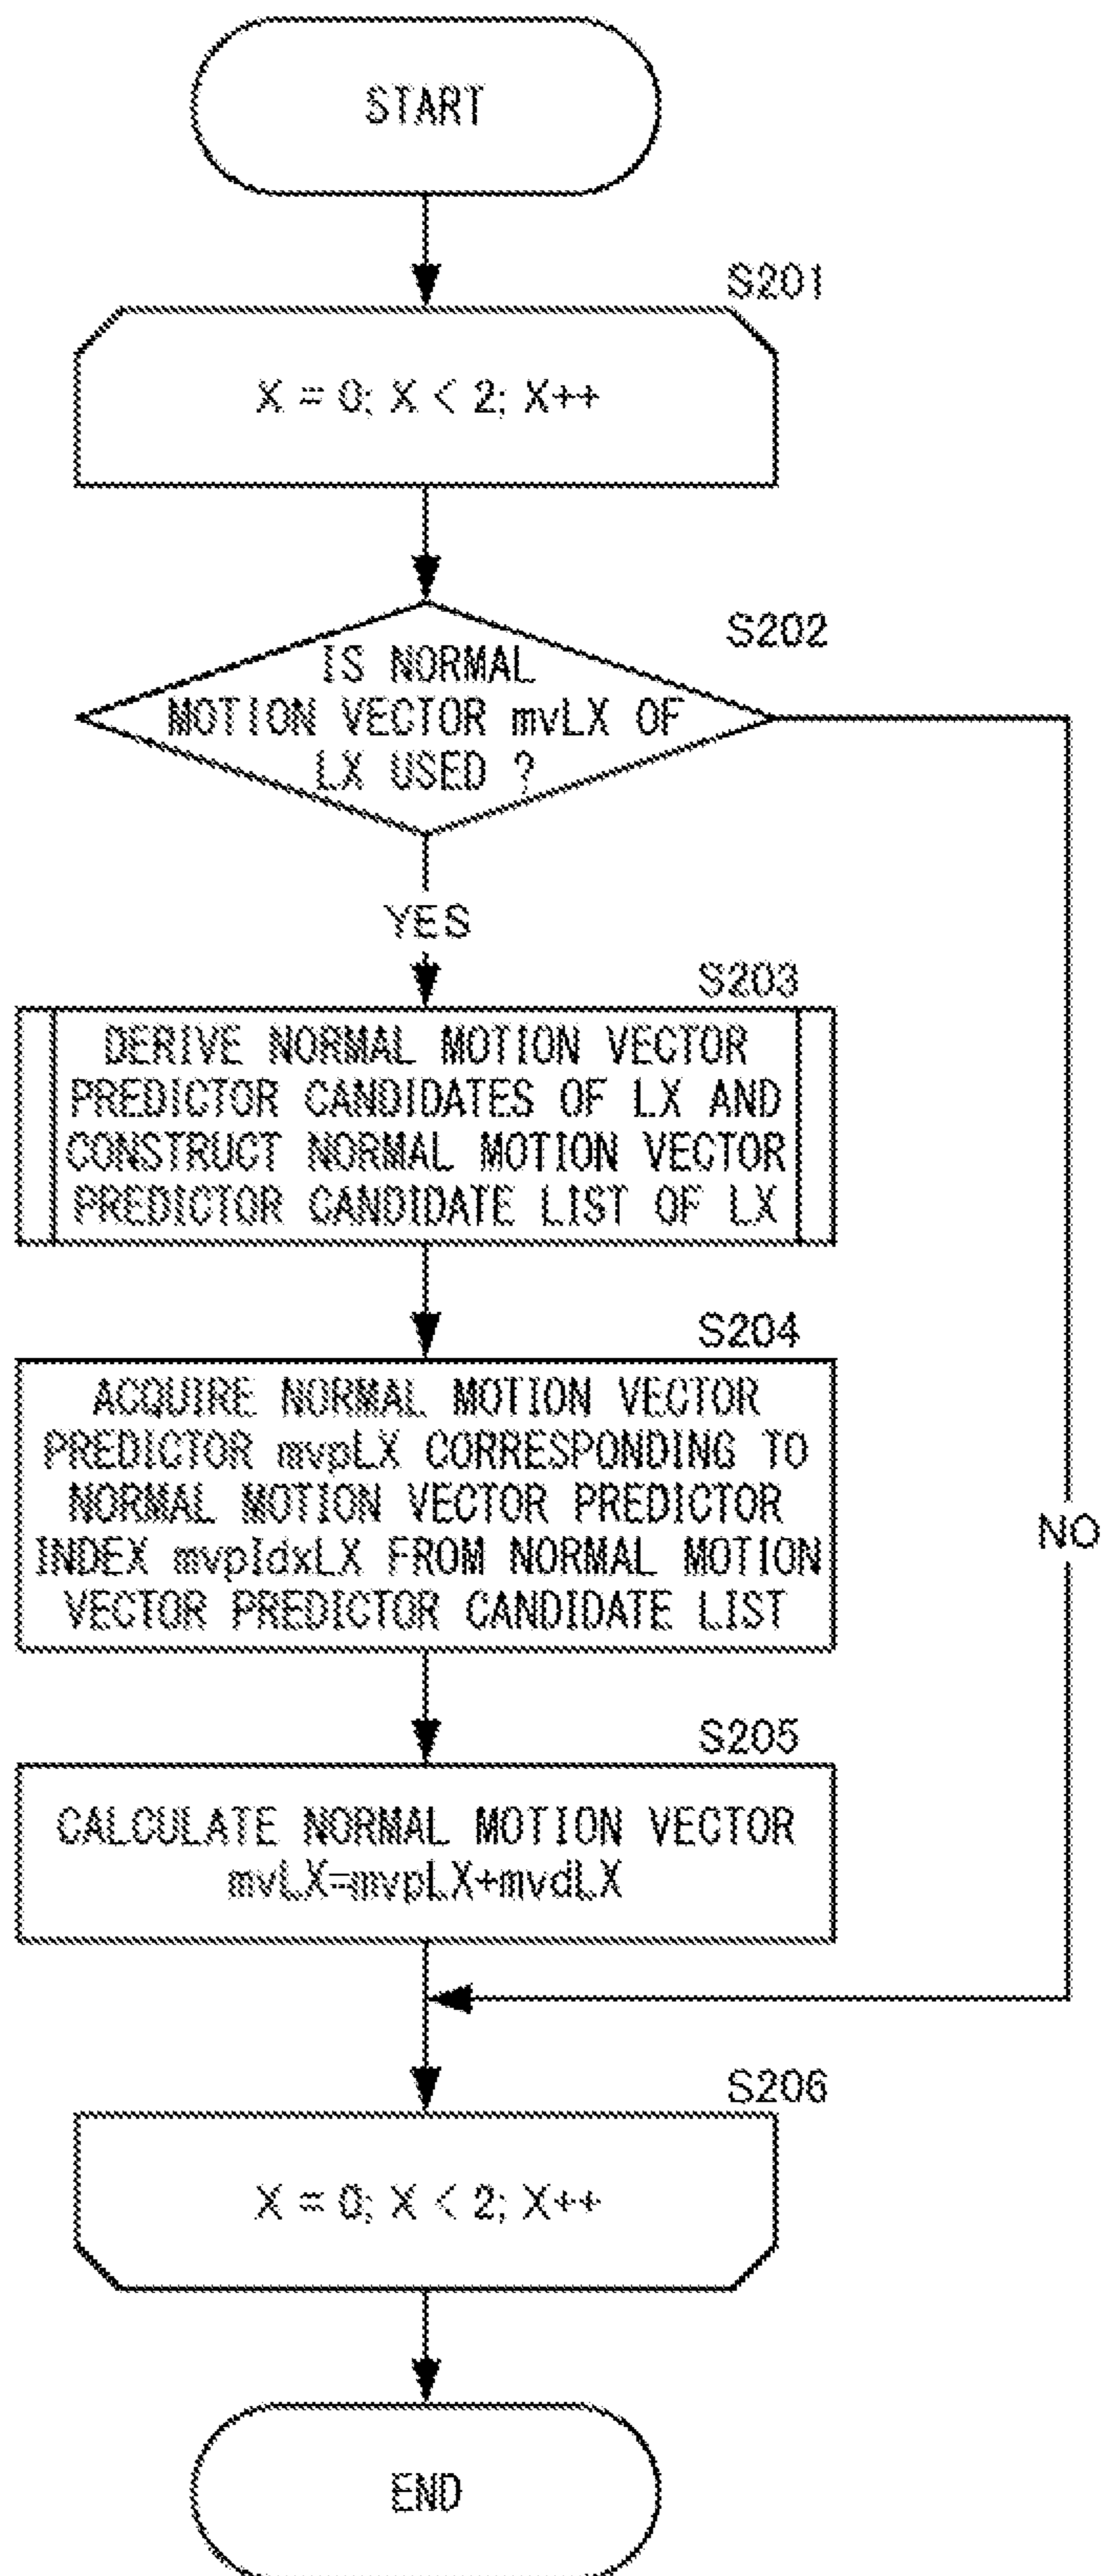 START
S201
X = 0; X < 2; X++
S202
IS NORMAL
MOTION VECTOR mvLX OF
LX USED ?
YES
S203
DERIVE NORMAL MOTION VECTOR
PREDICTOR CANDIDATES OF LX AND
CONSTRUCT NORMAL MOTION VECTOR
PREDICTOR CANDIDATE LIST OF LX
S204
ACQUIRE NORMAL MOTION VECTOR
PREDICTOR mvpLX CORRESPONDING TO
NORMAL MOTION VECTOR PREDICTOR
INDEX mvpIdxLX FROM NORMAL MOTION
VECTOR PREDICTOR CANDIDATE LIST
NO
S205
CALCULATE NORMAL MOTION VECTOR
mvLX=mvpLX+mvdLX
S206
X = 0; X < 2; X++
END